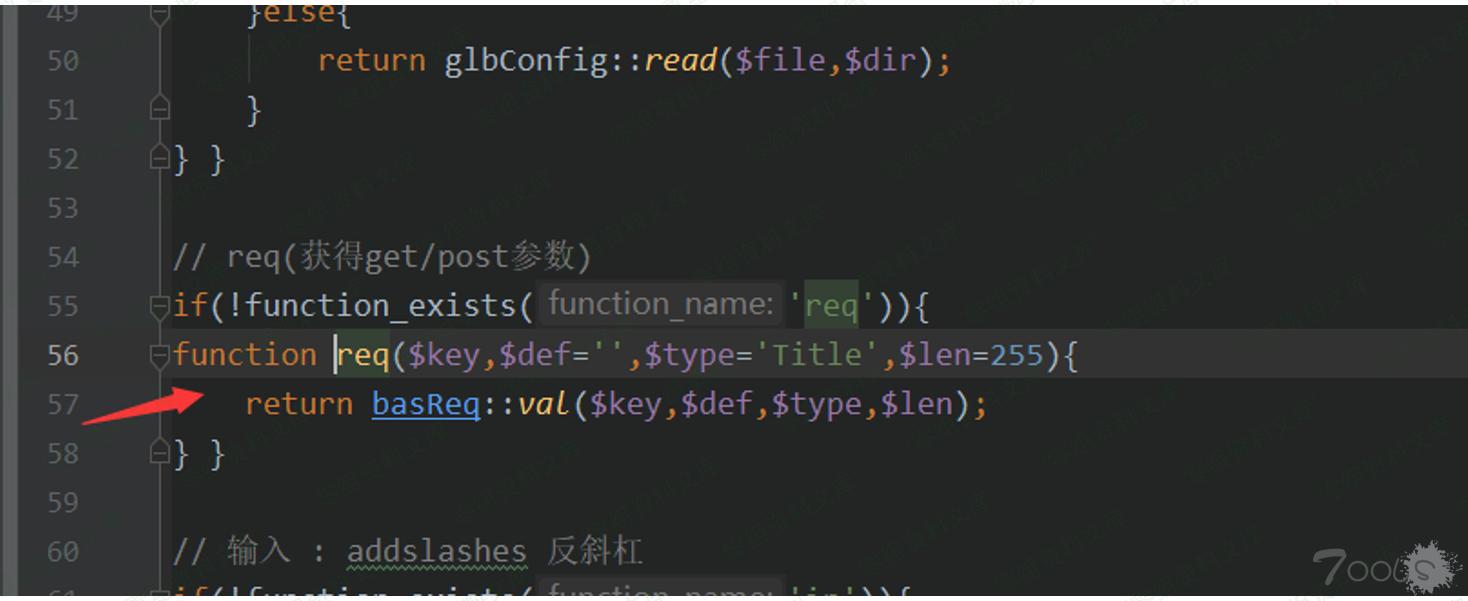 49 }else{
50 return glbConfig::read($file,$dir);
51 }
52 } }
53
54 // req(获得get/post参数)
55 if(!function_exists( function_name: 'req')){
56 function req($key,$def='',$type='Title',$len=255){
57 return basReq::val($key,$def,$type,$len);
58 } }
59
60 // 输入 : addslashes 反斜杠
61 if(!function_exists( function_name: 'in')){
7ools